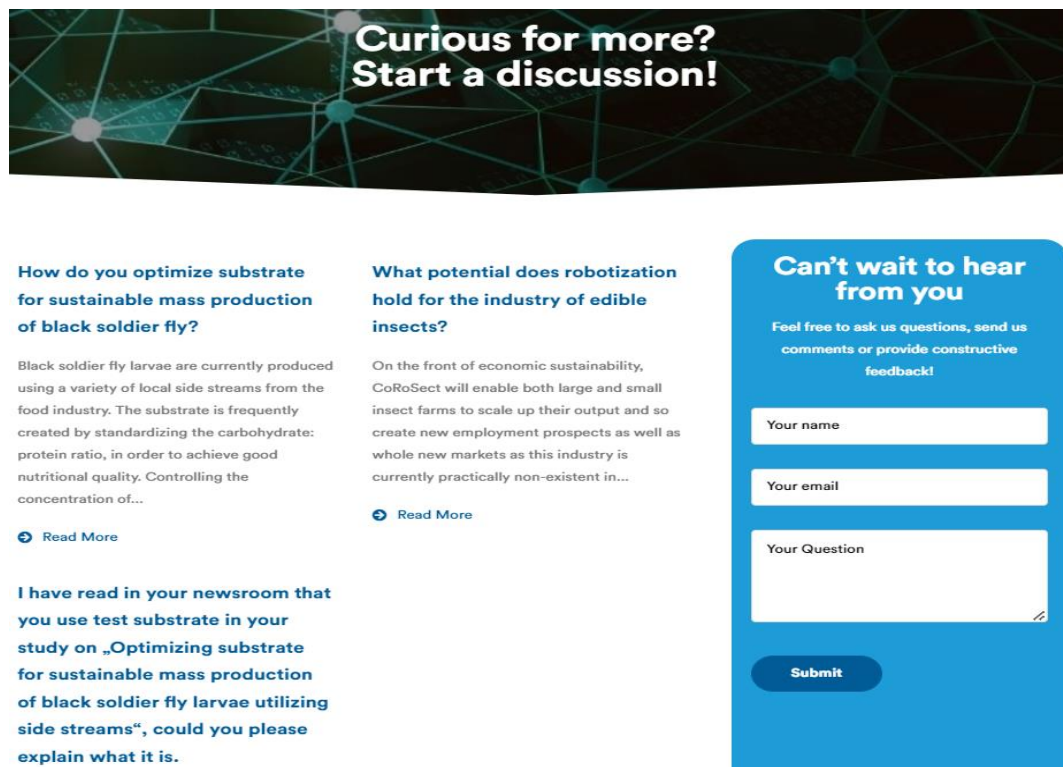 Curious for more?
Start a discussion!
How do you optimize substrate
for sustainable mass production
of black soldier fly?
Black soldier fly larvae are currently produced
using a variety of local side streams from the
food industry. The substrate is frequently
created by standardizing the carbohydrate:
protein ratio, in order to achieve good
nutritional quality. Controlling the
concentration of...
Read More
I have read in your newsroom that
you use test substrate in your
study on „Optimizing substrate
for sustainable mass production
of black soldier fly larvae utilizing
side streams“, could you please
explain what it is.
What potential does robotization
hold for the industry of edible
insects?
On the front of economic sustainability,
CoRoSect will enable both large and small
insect farms to scale up their output and so
create new employment prospects as well as
whole new markets as this industry is
currently practically non-existent in...
Read More
Can’t wait to hear
from you
Feel free to ask us questions, send us
comments or provide constructive
feedback!
Your name
Your email
Your Question
Submit